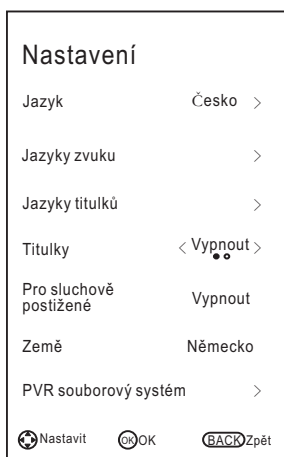 Nastavení
Jazyk Česko >
Jazyky zvuku >
Jazyky titulků >
Titulky < Vypnout >
Pro sluchově
postižené Vypnout
Země Německo
PVR souborový systém >
Nastavit OK OK BACK Zpět